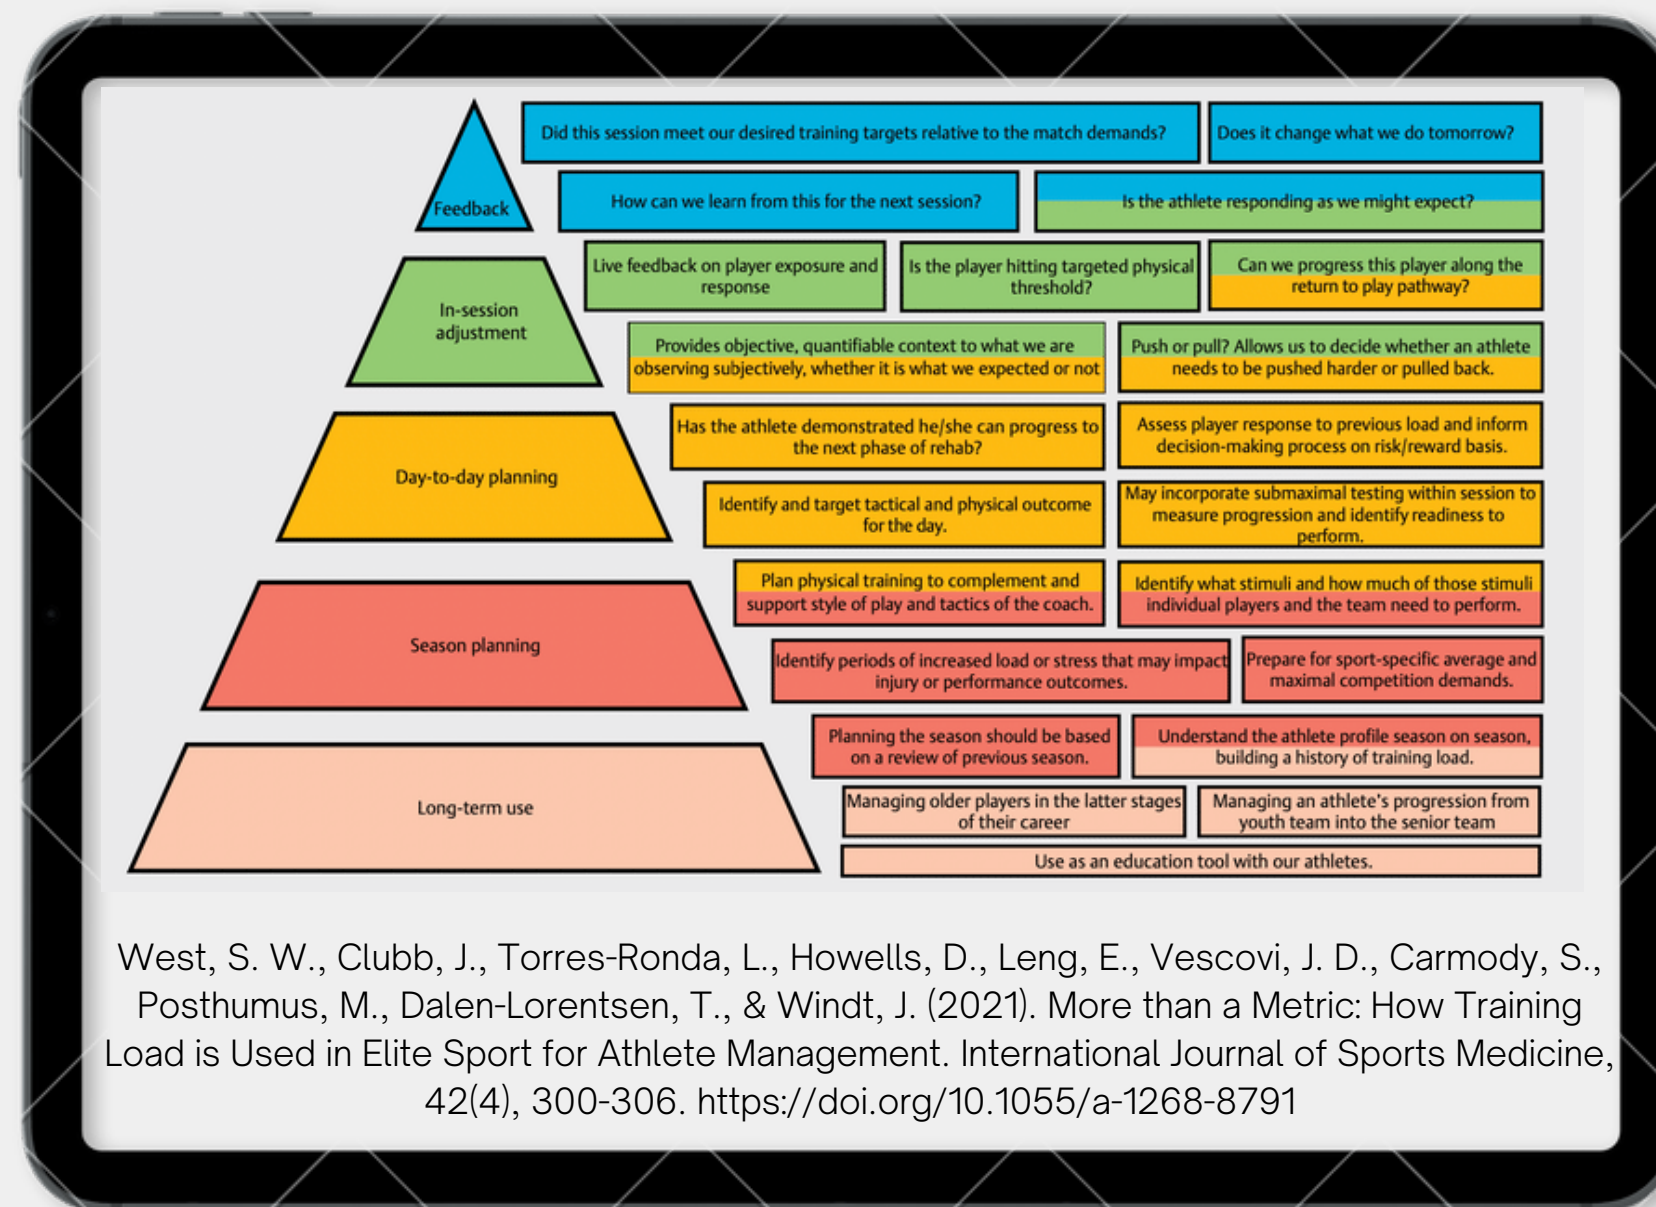 Did this session meet our desired training targets relative to the match demands?
Does it change what we do tomorrow?
Feedback
How can we learn from this for the next session?
Is the athlete responding as we might expect?
In-session
adjustment
Live feedback on player exposure and
response
Is the player hitting targeted physical
threshold?
Can we progress this player along the
return to play pathway?
Provides objective, quantifiable context to what we are
observing subjectively, whether it is what we expected or not
Push or pull? Allows us to decide whether an athlete
needs to be pushed harder or pulled back.
Day-to-day planning
Has the athlete demonstrated he/she can progress to
the next phase of rehab?
Assess player response to previous load and inform
decision-making process on risk/reward basis.
Identify and target tactical and physical outcome
for the day.
May incorporate submaximal testing within session to
measure progression and identify readiness to
perform.
Season planning
Plan physical training to complement and
support style of play and tactics of the coach.
Identify what stimuli and how much of those stimuli
individual players and the team need to perform.
Identify periods of increased load or stress that may impact
injury or performance outcomes.
Prepare for sport-specific average and
maximal competition demands.
Planning the season should be based
on a review of previous season.
Understand the athlete profile season on season,
building a history of training load.
Long-term use
Managing older players in the latter stages
of their career
Managing an athlete's progression from
youth team into the senior team
Use as an education tool with our athletes.
West, S. W., Clubb, J., Torres-Ronda, L., Howells, D., Leng, E., Vescovi, J. D., Carmody, S.,
Posthumus, M., Dalen-Lorentsen, T., & Windt, J. (2021). More than a Metric: How Training
Load is Used in Elite Sport for Athlete Management. International Journal of Sports Medicine,
42(4), 300-306. https://doi.org/10.1055/a-1268-8791